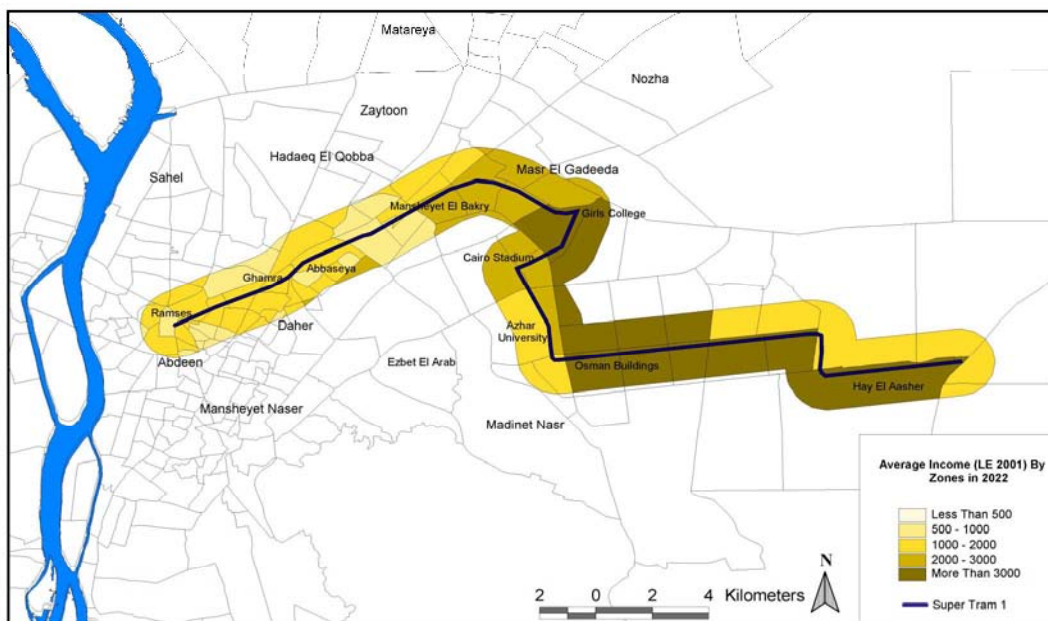 Matareya
Nozha
Zaytoon
Hadaeq El Qobba
Masr El Gadeeda
Sahel
Mansheyet El Bakry
Girls College
Cairo Stadium
Ghamra
Abbaseya
Ramses
Daher
Azhar
University
Abdeen
Ezbet El Arab
Osman Buildings
Hay El Aasher
Mansheyet Naser
Madinet Nasr
Average Income (LE 2001) By
Zones in 2022
Less Than 500
500 - 1000
1000 - 2000
2000 - 3000
More Than 3000
Super Tram 1
N
2 0 2 4 Kilometers